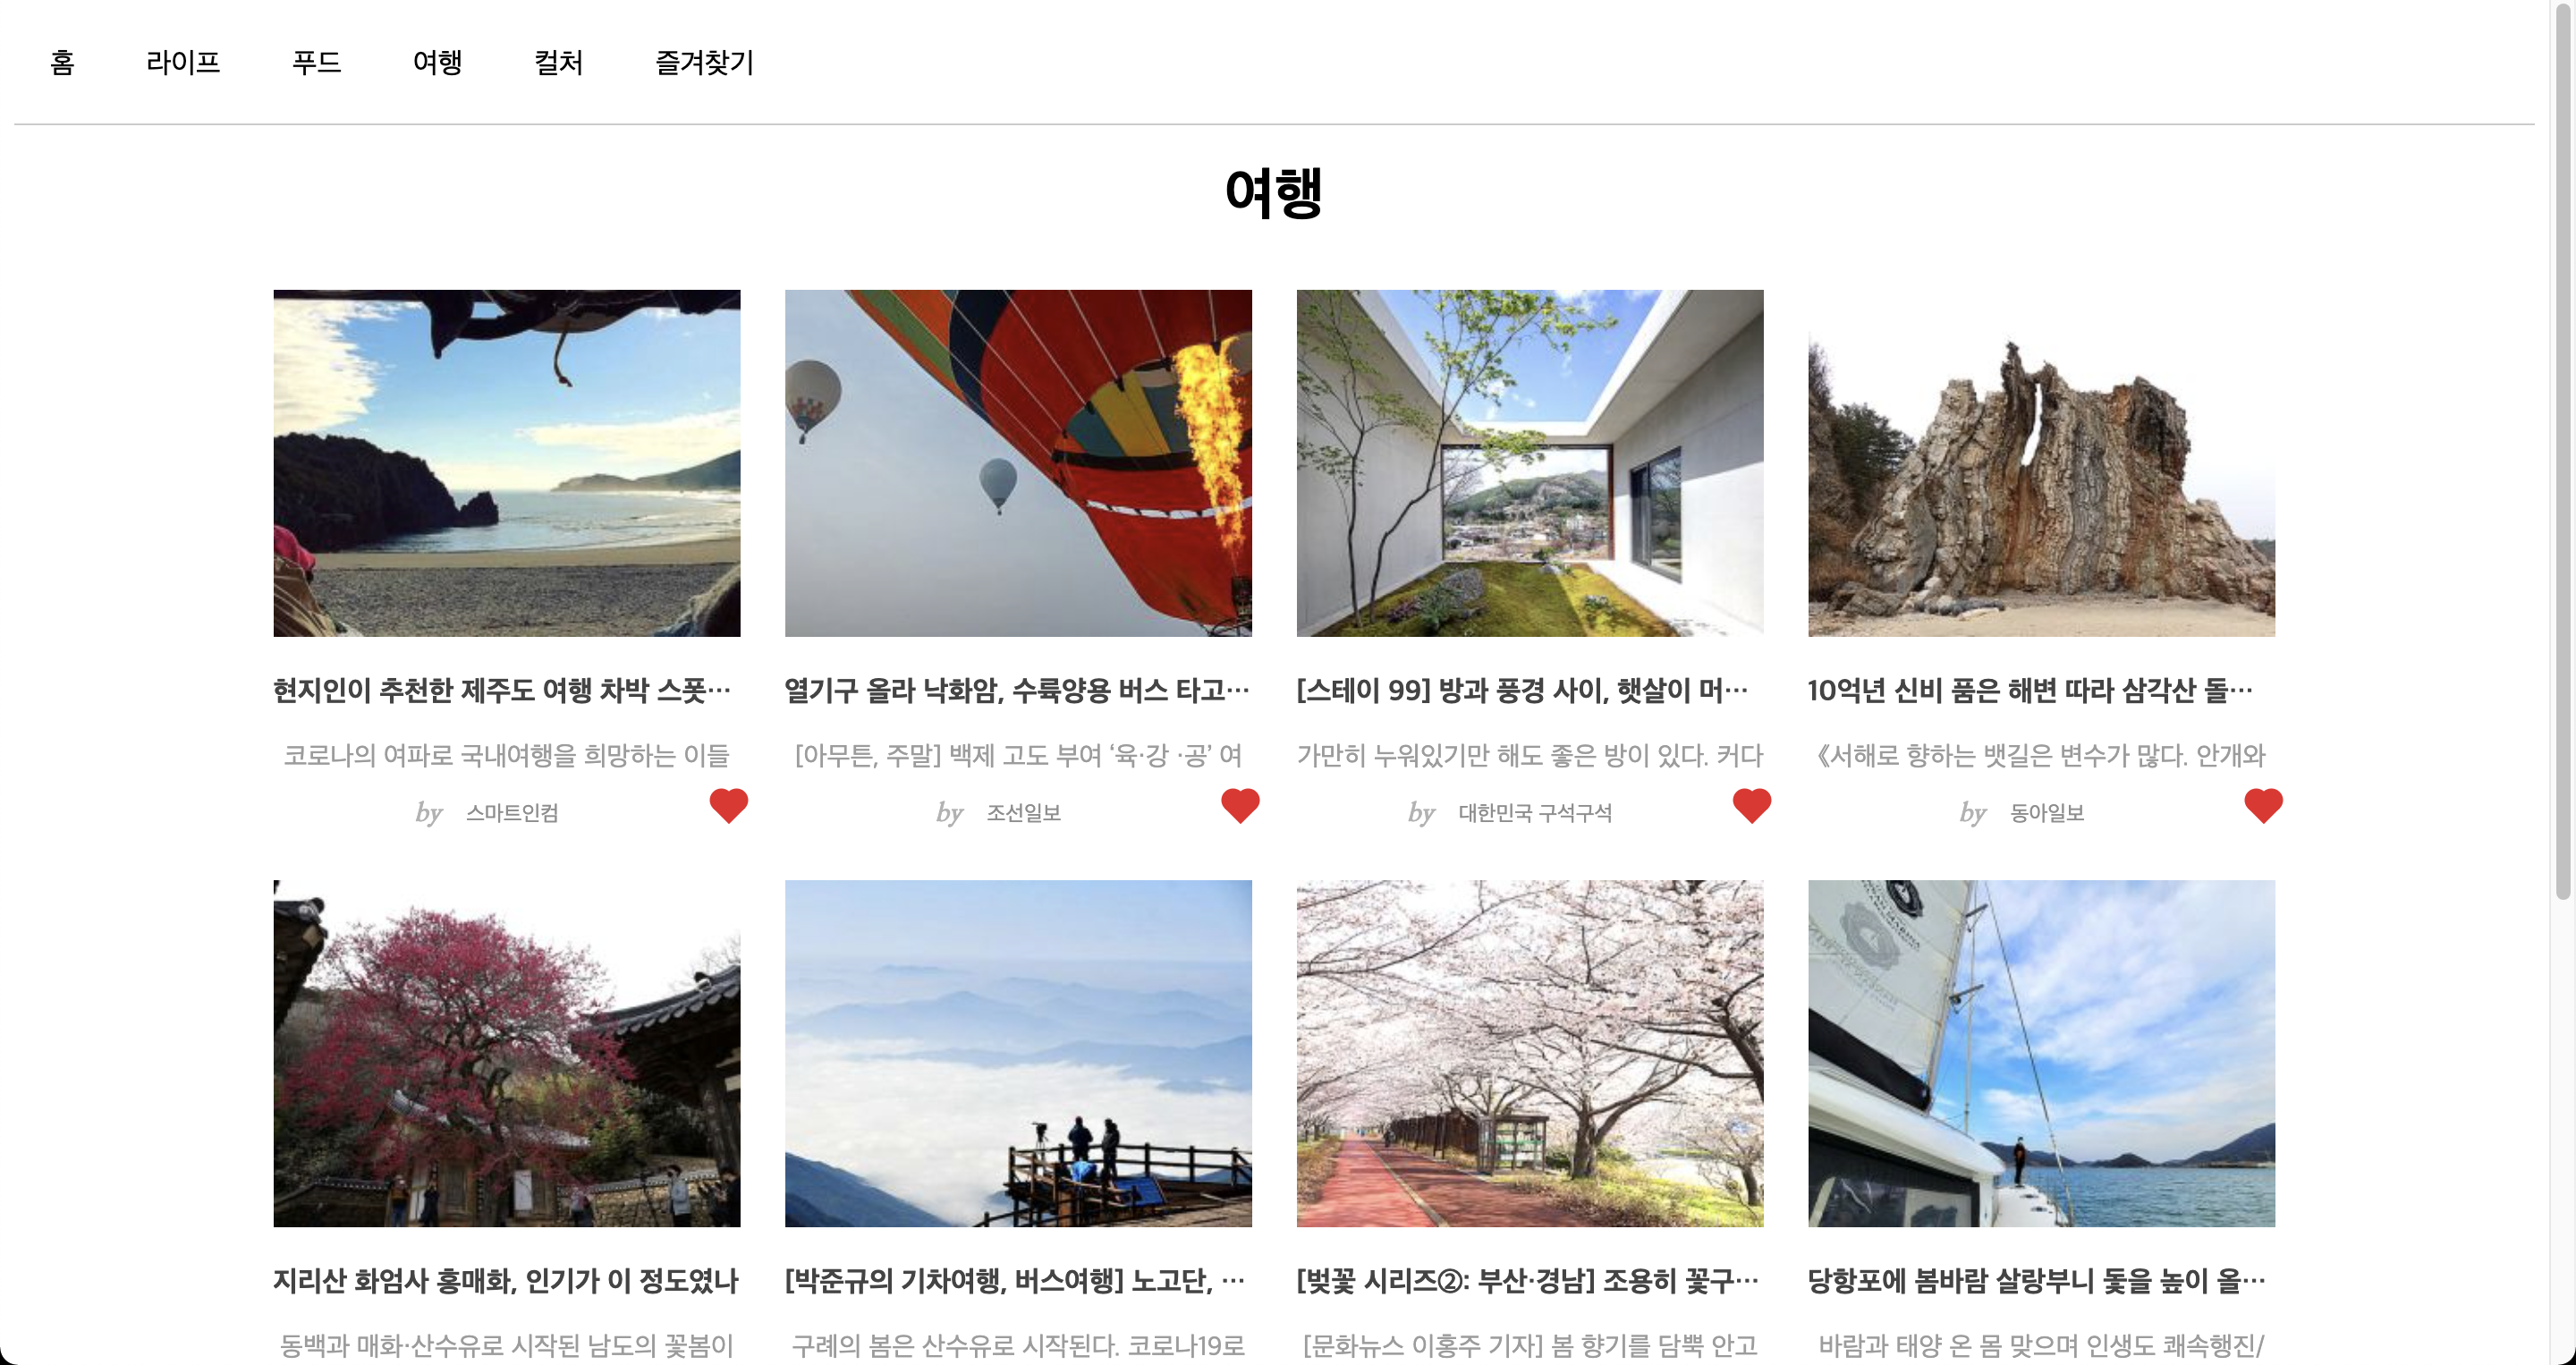 홈 라이프 푸드 여행 컬처 즐겨찾기
여행
현지인이 추천한 제주도 여행 차박 스폿…
코로나의 여파로 국내여행을 희망하는 이들
by 스마트인컴
열기구 올라 낙화암, 수륙양용 버스 타고…
[아무튼, 주말] 백제 고도 부여 ‘육·강 ·공’ 여
by 조선일보
[스테이 99] 방과 풍경 사이, 햇살이 머…
가만히 누워있기만 해도 좋은 방이 있다. 커다
by 대한민국 구석구석
10억년 신비 품은 해변 따라 삼각산 돌…
《서해로 향하는 뱃길은 변수가 많다. 안개와
by 동아일보
지리산 화엄사 홍매화, 인기가 이 정도였나
동백과 매화·산수유로 시작된 남도의 꽃봄이
[박준규의 기차여행, 버스여행] 노고단, …
구례의 봄은 산수유로 시작된다. 코로나19로
[벚꽃 시리즈②: 부산·경남] 조용히 꽃구…
[문화뉴스 이홍주 기자] 봄 향기를 담뿍 안고
당항포에 봄바람 살랑부니 돛을 높이 올…
바람과 태양 온 몸 맞으며 인생도 쾌속행진/